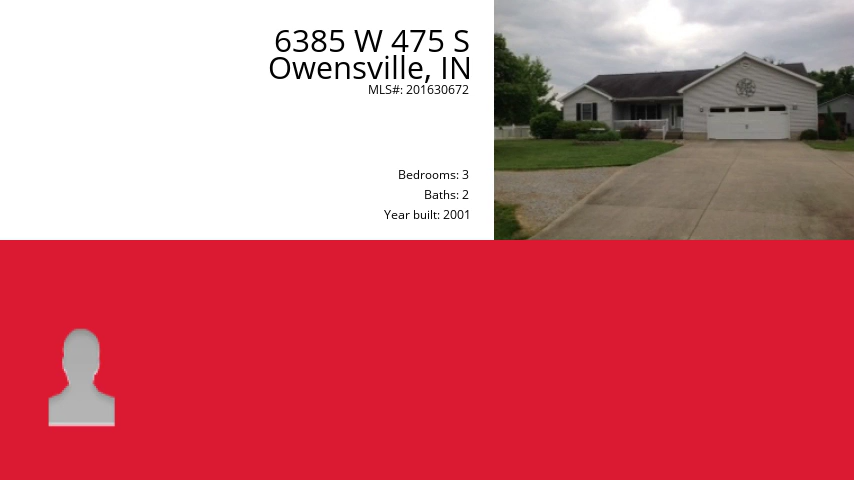 6385 W 475 S
Owensville, IN
MLS#: 201630672
Bedrooms: 3
Baths: 2
Year built: 2001